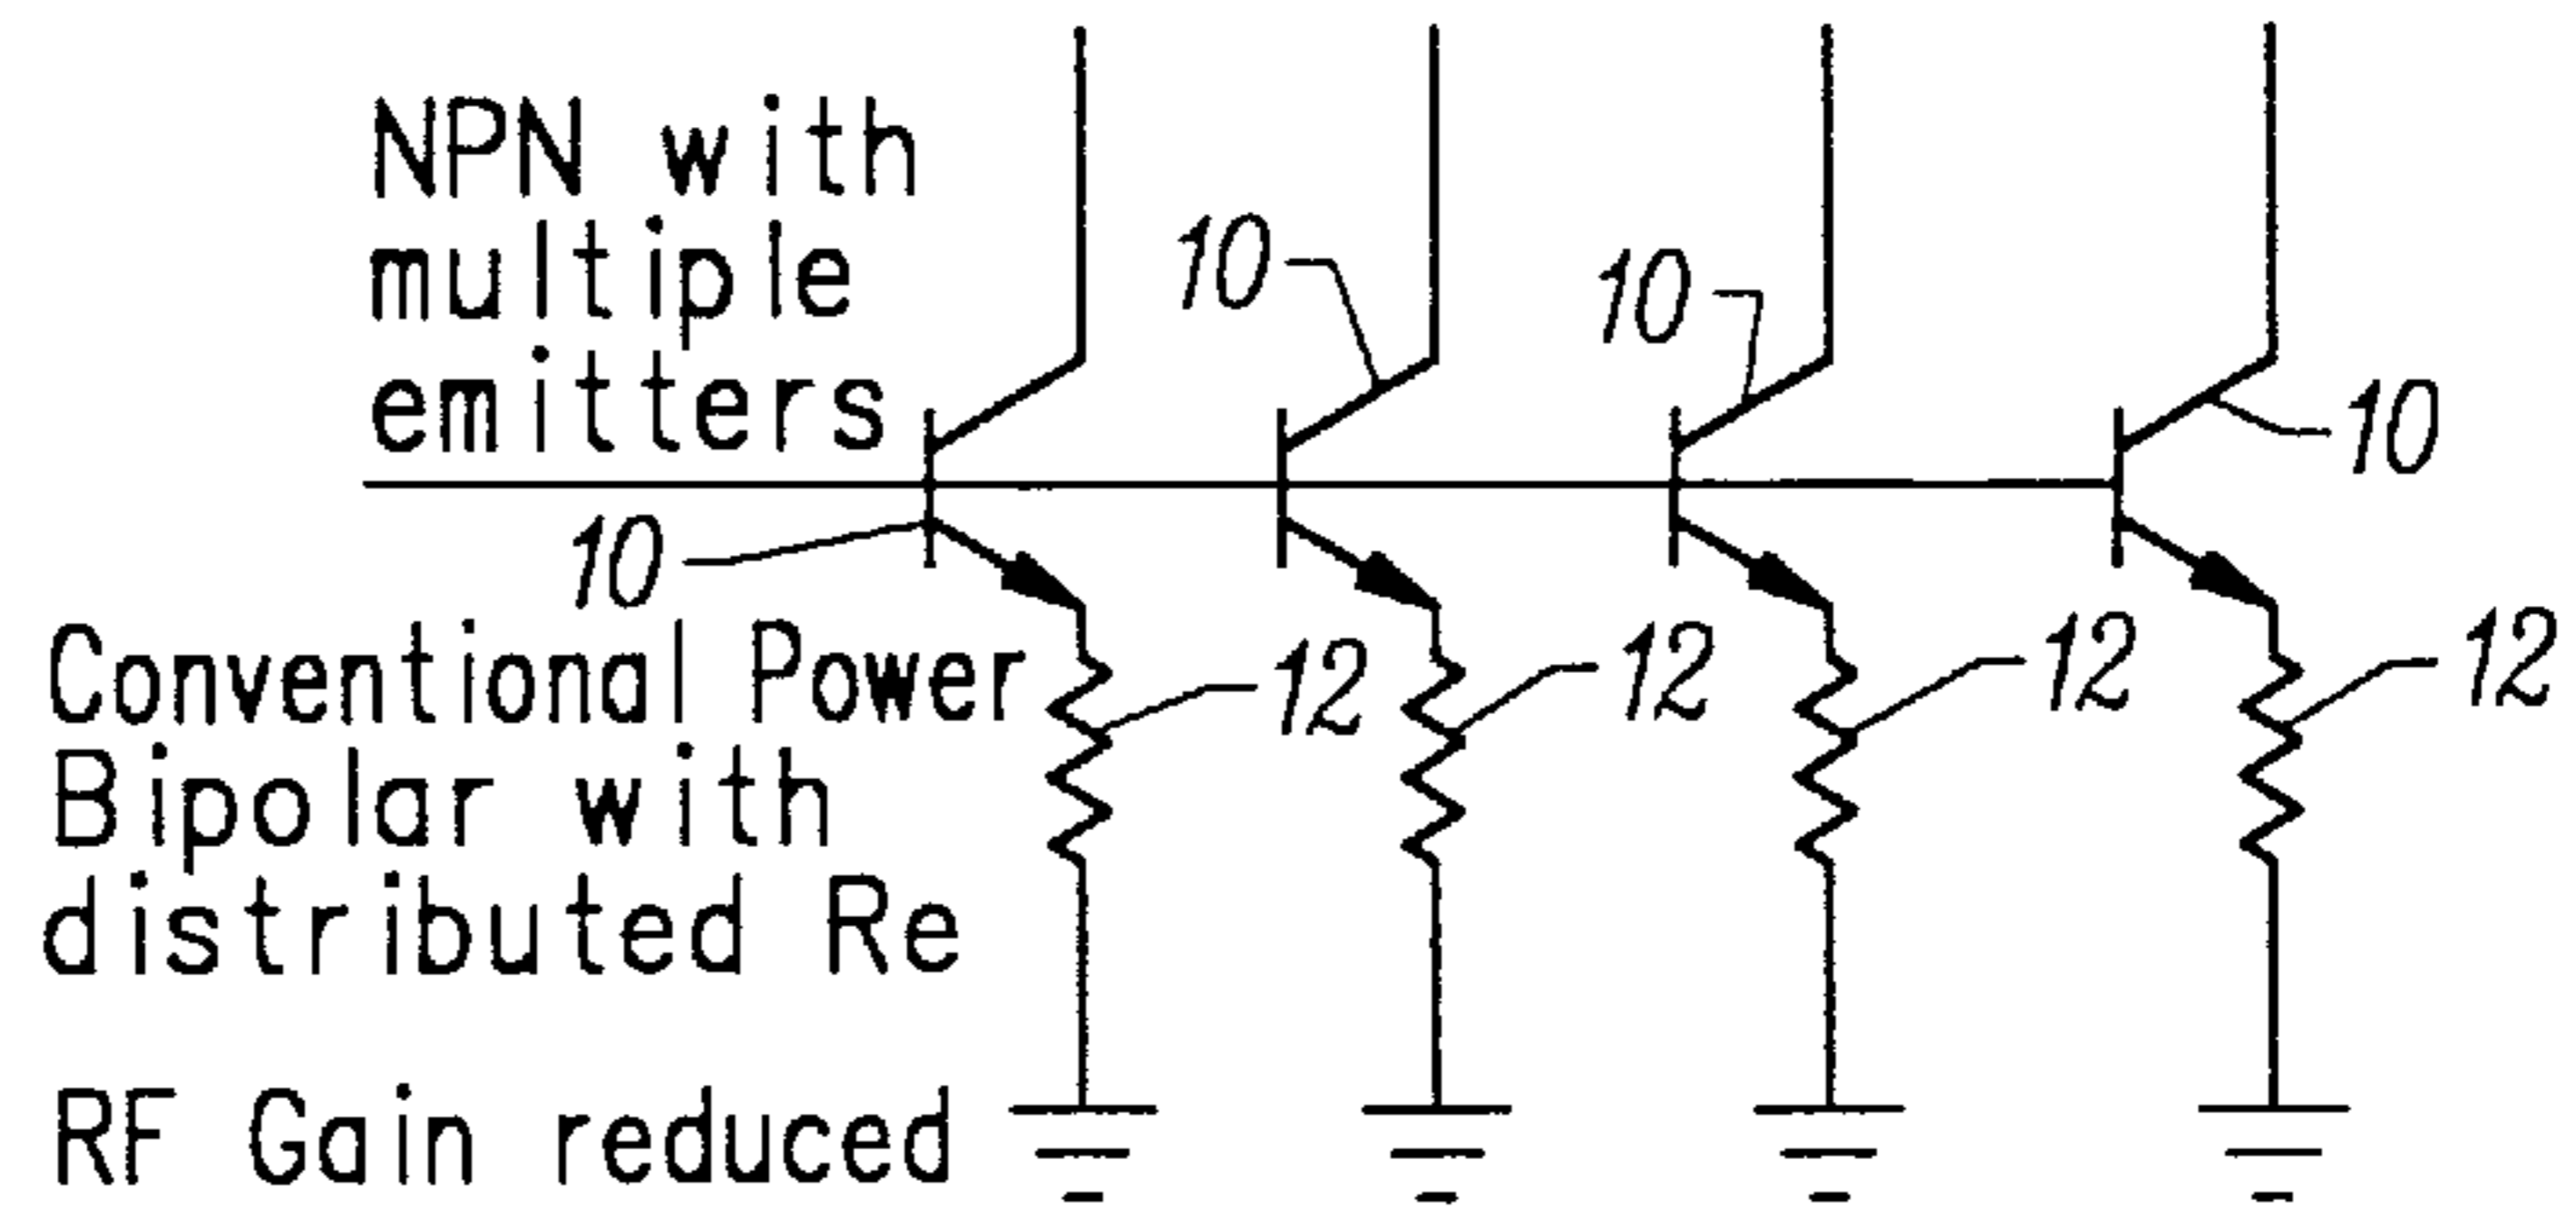 NPN with
multiple
emitters
10
10
10
10
Conventional Power
Bipolar with
distributed Re
12
12
12
12
RF Gain reduced